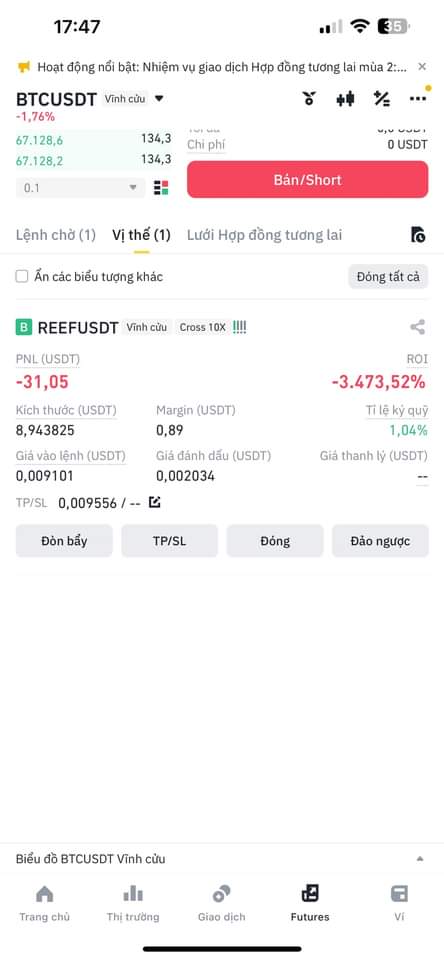 17:47
35
Hoạt động nổi bật: Nhiệm vụ giao dịch Hợp đồng tương lai mùa 2:...
BTCUSDT Vĩnh cửu
-1,76%
67.128,6 134,3
67.128,2 134,3
Chi phí 0 USDT
0.1
Bán/Short
Lệnh chờ (1) Vị thế (1) Lưới Hợp đồng tương lai
Ẩn các biểu tượng khác Đóng tất cả
B REEFUSDT Vĩnh cửu Cross 10X !!!!
PNL (USDT) ROI
-31,05 -3.473,52%
Kích thước (USDT) Margin (USDT) Tỉ lệ ký quỹ
8,943825 0,89 1,04%
Giá vào lệnh (USDT) Giá đánh dấu (USDT) Giá thanh lý (USDT)
0,009101 0,002034 --
TP/SL 0,009556 / --
Đòn bẩy TP/SL Đóng Đảo ngược
Biểu đồ BTCUSDT Vĩnh cửu
Trang chủ Thị trường Giao dịch Futures Ví